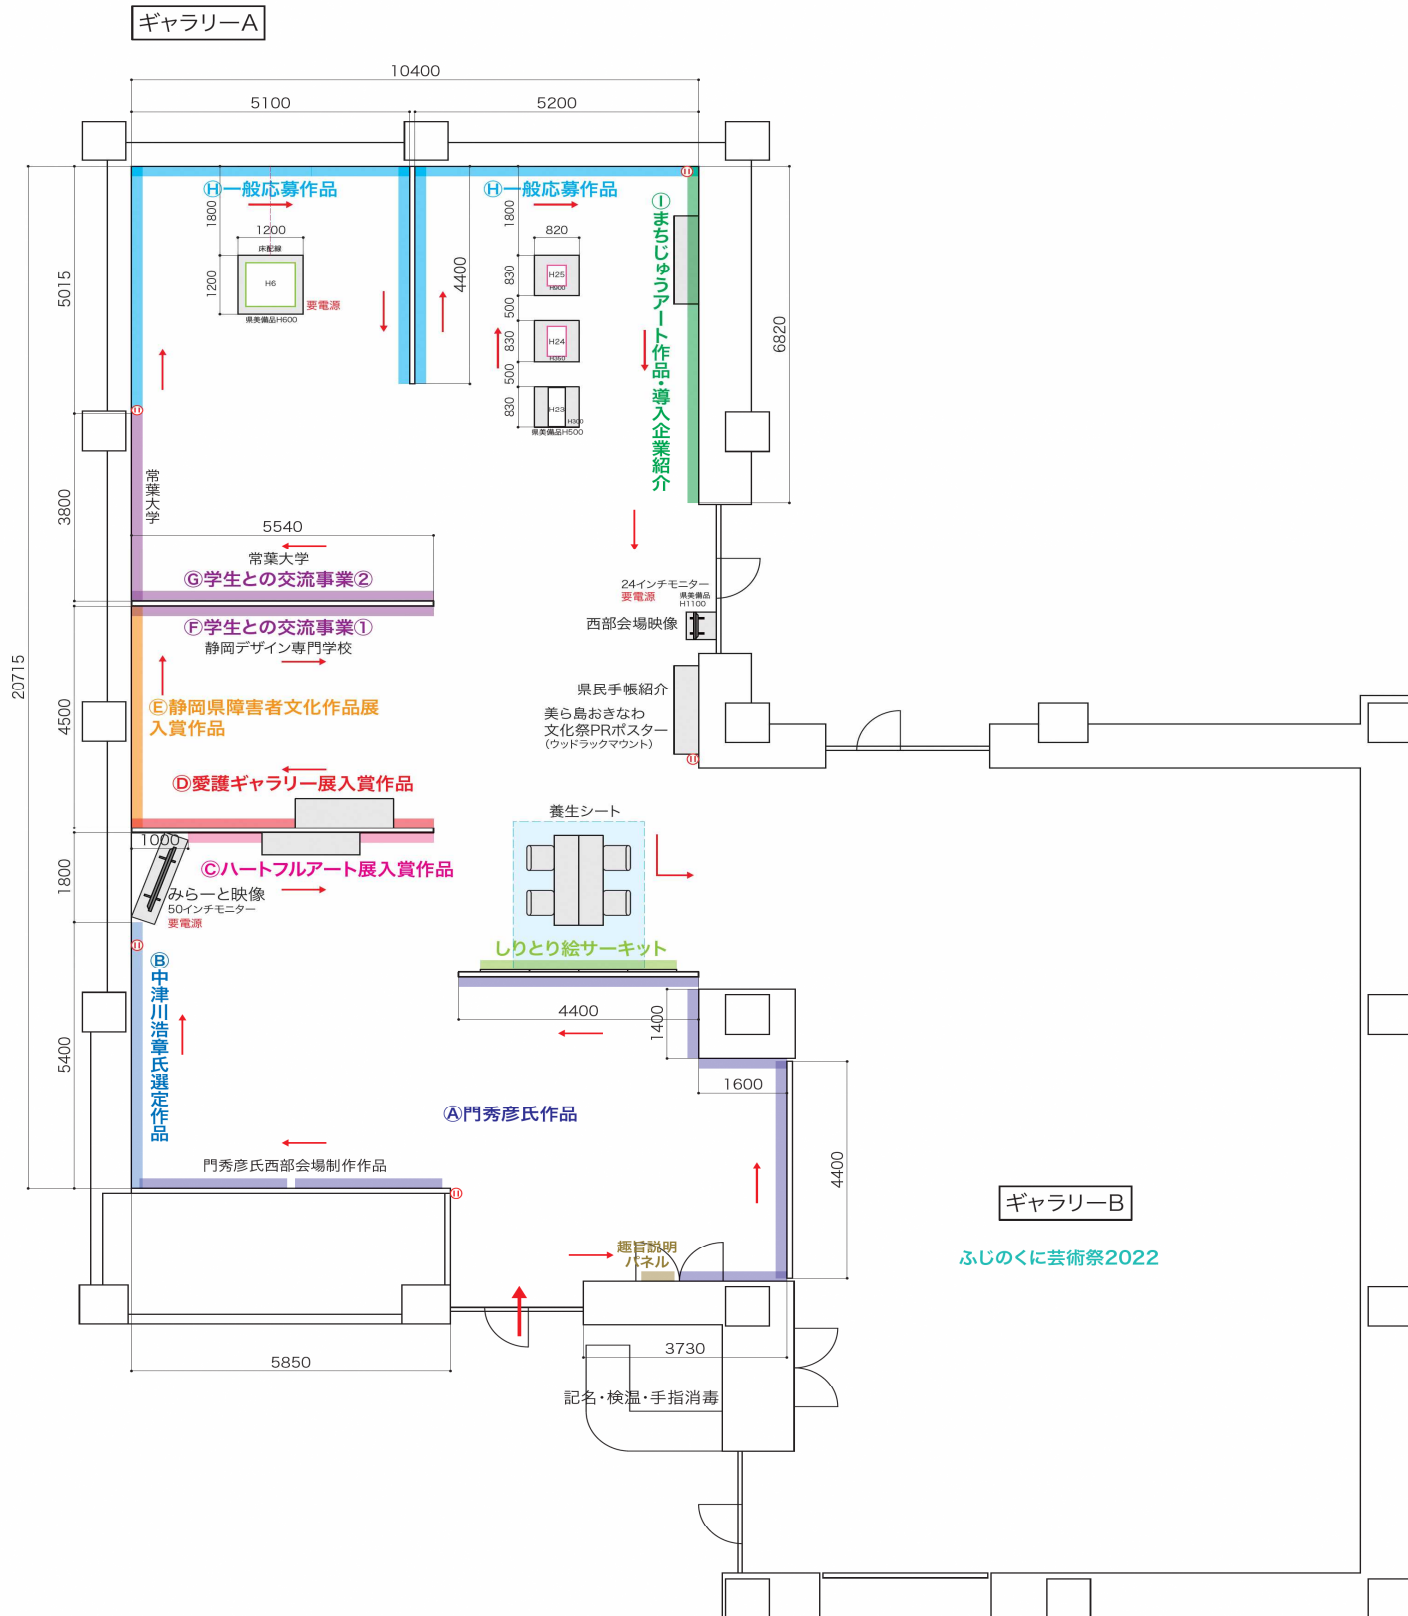 ギャラリーA
10400
5100
5200
Ⓗ一般応募作品
Ⓗ一般応募作品
1800
1200
床配線
1200
H6
要電源
県美備品H600
4400
1800
820
830
H25
H900
500
830
H24
H350
500
830
H23
H300
県美備品H500
Ⓘまちじゅうアート作品・導入企業紹介
6820
5015
3800
4500
1800
5400
20715
常葉大学
5540
常葉大学
Ⓖ学生との交流事業②
Ⓕ学生との交流事業①
静岡デザイン専門学校
Ⓔ静岡県障害者文化作品展
入賞作品
Ⓓ愛護ギャラリー展入賞作品
24インチモニター
要電源
県美備品
H1100
西部会場映像
県民手帳紹介
美ら島おきなわ
文化祭PRポスター
(ウッドラックマウント)
1000
Ⓒハートフルアート展入賞作品
みらーと映像
50インチモニター
要電源
養生シート
しりとり絵サーキット
Ⓑ中津川浩章氏選定作品
4400
1400
1600
Ⓐ門秀彦氏作品
4400
門秀彦氏西部会場制作作品
趣旨説明
パネル
5850
3730
記名・検温・手指消毒
ギャラリーB
ふじのくに芸術祭2022